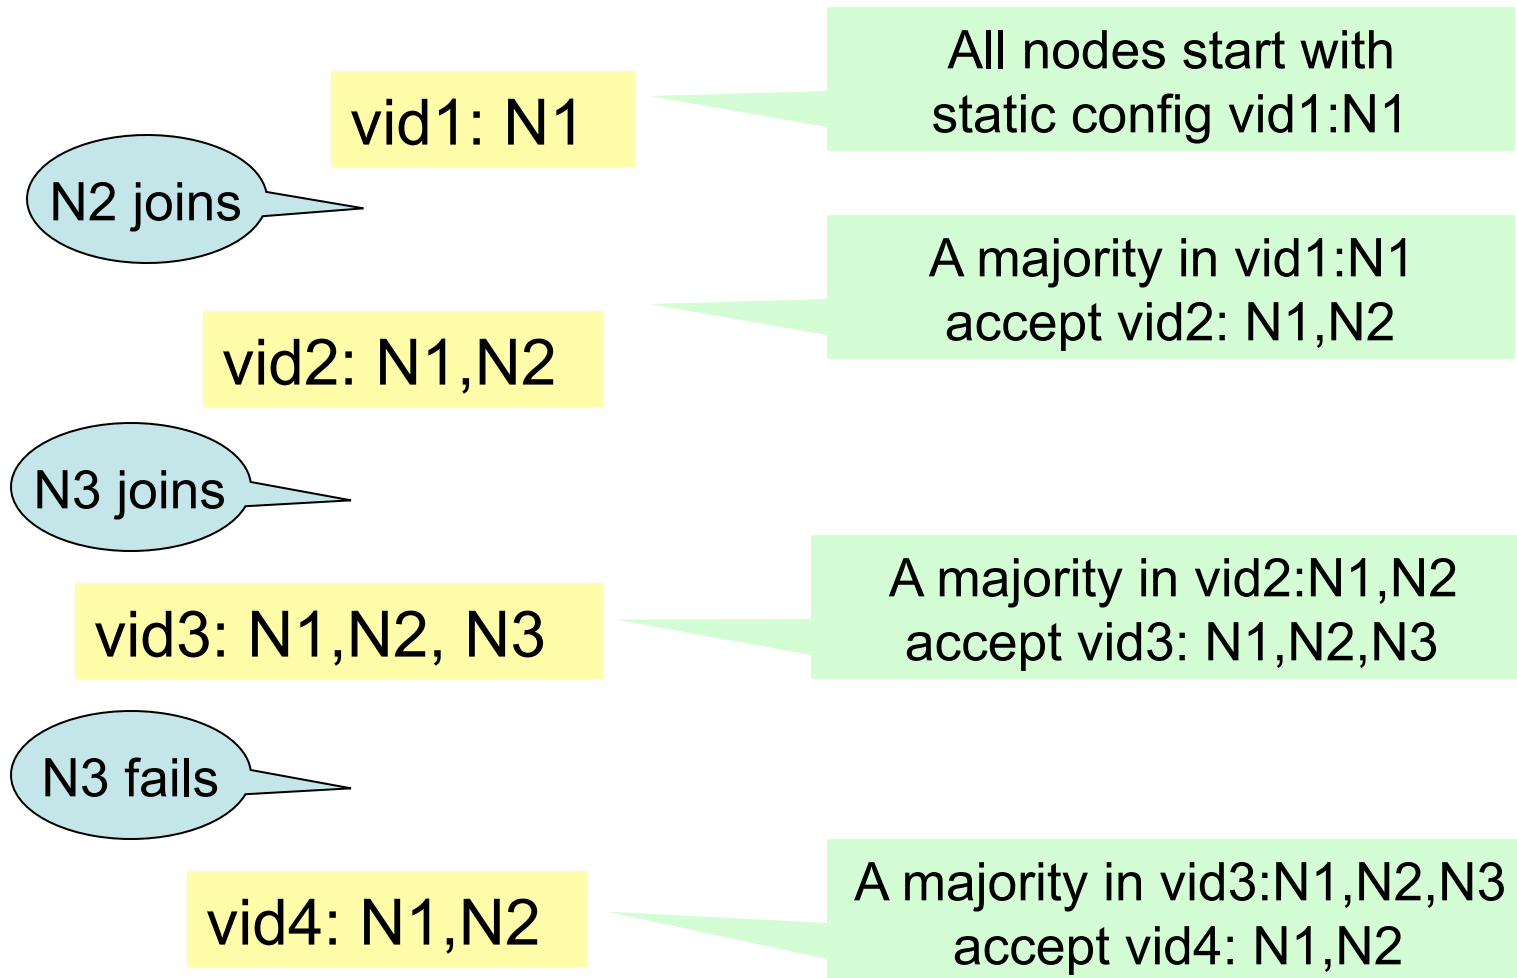 All nodes start with
static config vid1:N1
vid1: N1
N2 joins
A majority in vid1:N1
accept vid2: N1,N2
vid2: N1,N2
N3 joins
A majority in vid2:N1,N2
accept vid3: N1,N2,N3
vid3: N1,N2, N3
N3 fails
A majority in vid3:N1,N2,N3
accept vid4: N1,N2
vid4: N1,N2